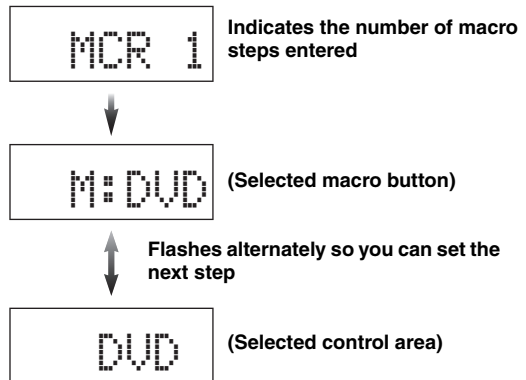 MCR 1
Indicates the number of macro
steps entered
M:DVD
(Selected macro button)
Flashes alternately so you can set the
next step
DVD
(Selected control area)